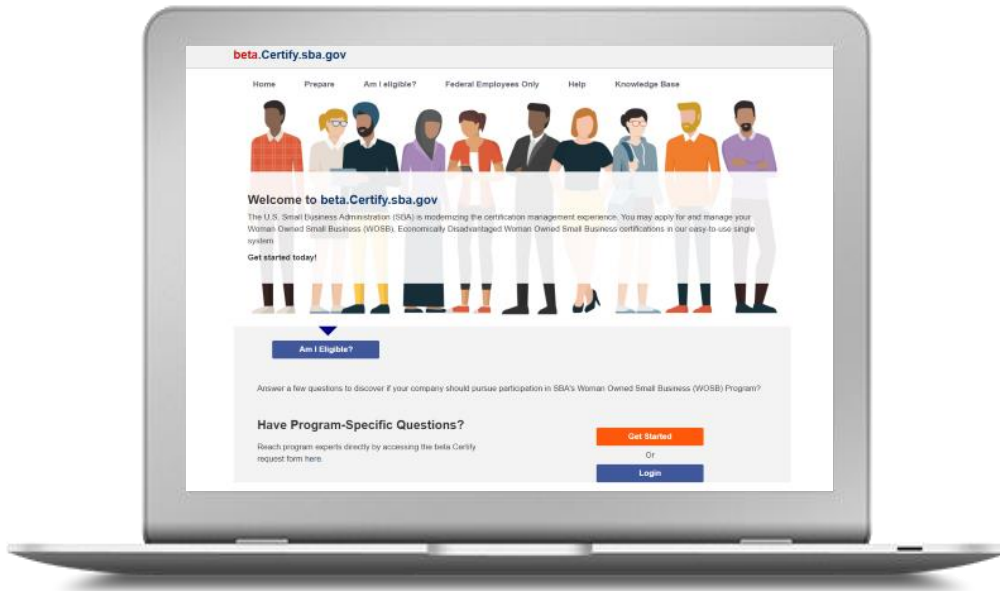 beta.Certify.sba.gov
Home Prepare Am I eligible? Federal Employees Only Help Knowledge Base
Welcome to beta.Certify.sba.gov
The U.S. Small Business Administration (SBA) is modernizing the certification management experience. You may apply for and manage your
Woman Owned Small Business (WOSB), Economically Disadvantaged Woman Owned Small Business certifications in our easy-to-use single
system.
Get started today!
Am I Eligible?
Answer a few questions to discover if your company should pursue participation in SBA's Woman Owned Small Business (WOSB) Program?
Have Program-Specific Questions?
Reach program experts directly by accessing the beta Certify
request form here.
Get Started
Or
Login